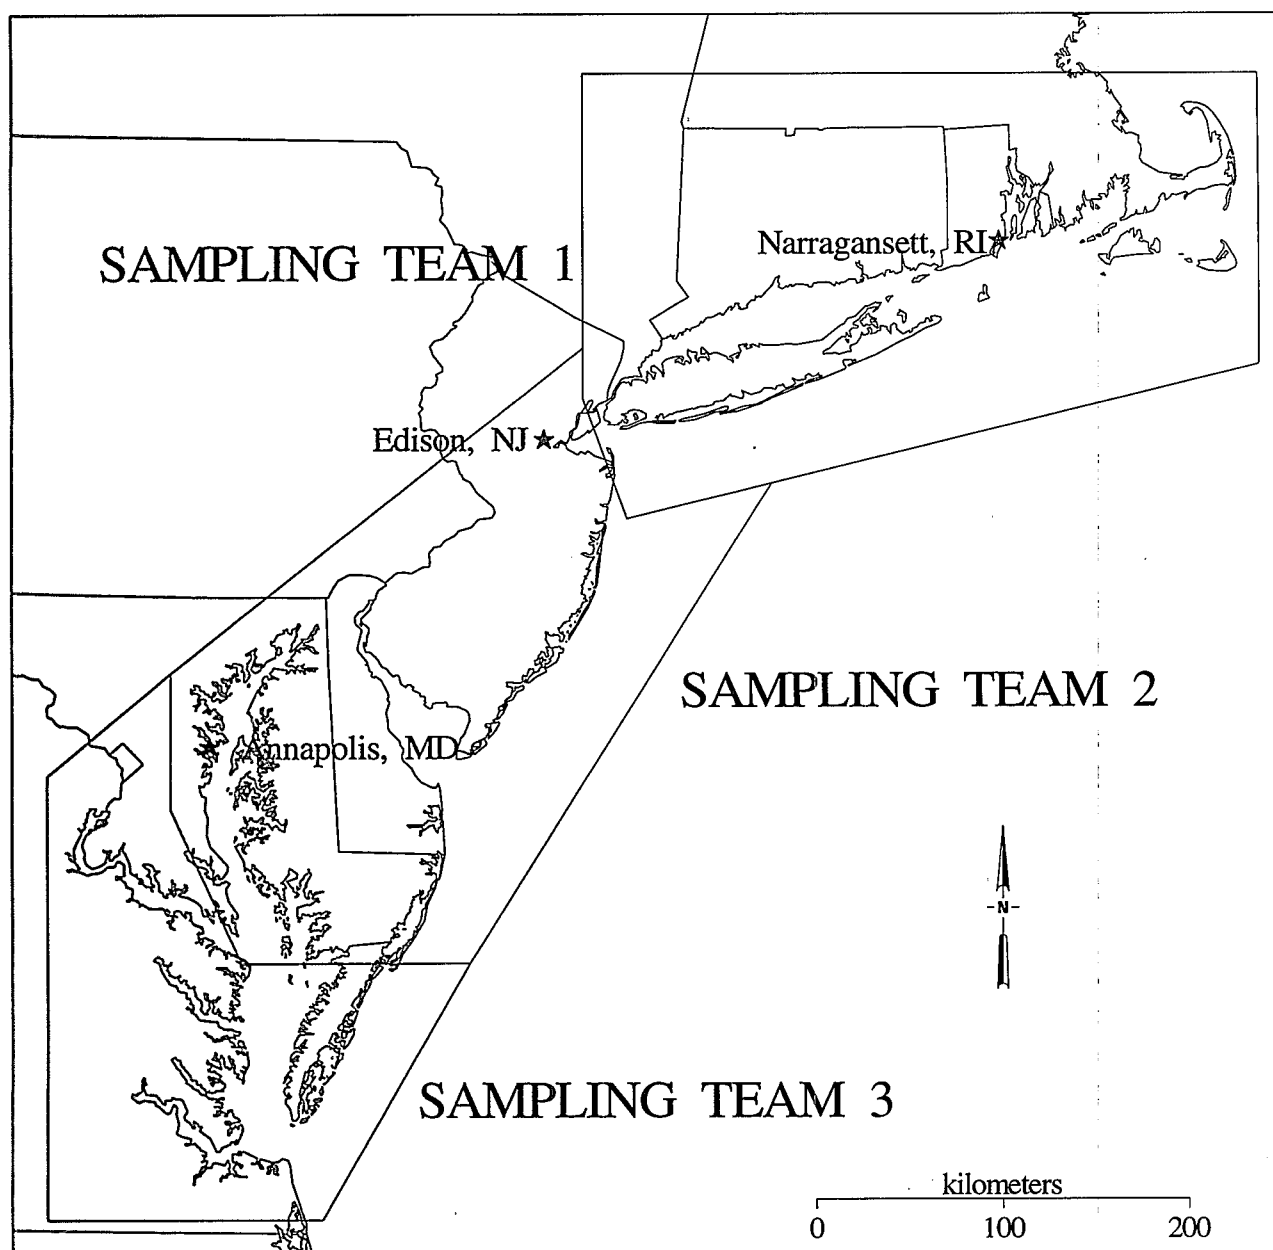 Narragansett, RI
SAMPLING TEAM 1
Edison, NJ
SAMPLING TEAM 2
Annapolis, MD
N
SAMPLING TEAM 3
kilometers
0 100 200